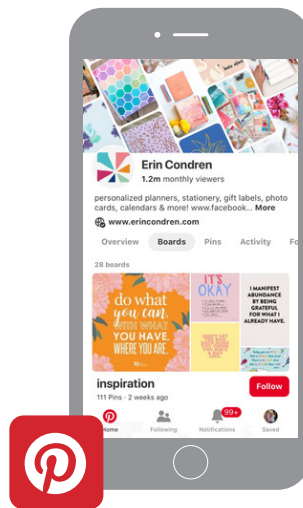 Erin Condren
1.2m monthly viewers
personalized planners, stationery, gift labels, photo
cards, calendars & more! www.facebook... More
www.erincondren.com
Overview Boards Pins Activity Fo
28 boards
do what
you can,
WITH WHAT
YOU HAVE,
WHERE YOU ARE.
IT'S
OKAY
I MANIFEST
ABUNDANCE
BY BEING
GRATEFUL
FOR WHAT I
ALREADY HAVE.
inspiration
111 Pins · 2 weeks ago
Follow
99+
Home Following Notifications Saved